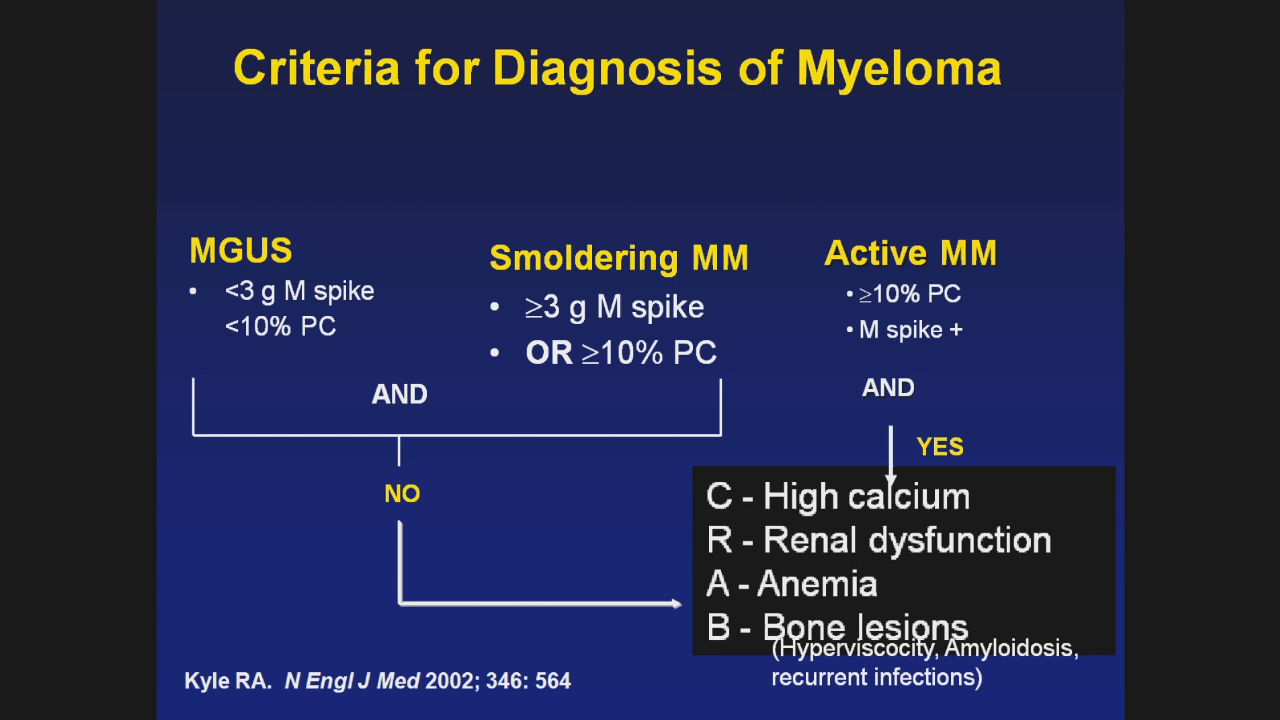 Criteria for Diagnosis of Myeloma
MGUS
• <3 g M spike
<10% PC
Smoldering MM
• ≥3 g M spike
• OR ≥10% PC
Active MM
• ≥10% PC
• M spike +
AND
AND
YES
NO
C - High calcium
R - Renal dysfunction
A - Anemia
B - Bone lesions
(Hyperviscocity, Amyloidosis,
recurrent infections)
Kyle RA. N Engl J Med 2002; 346: 564